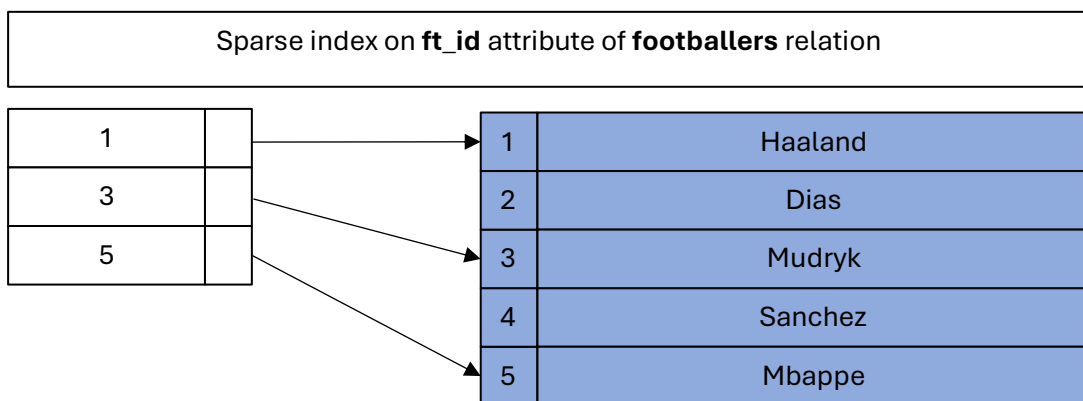 Sparse index on ft_id attribute of footballers relation
1
3
5
1 Haaland
2 Dias
3 Mudryk
4 Sanchez
5 Mbappe